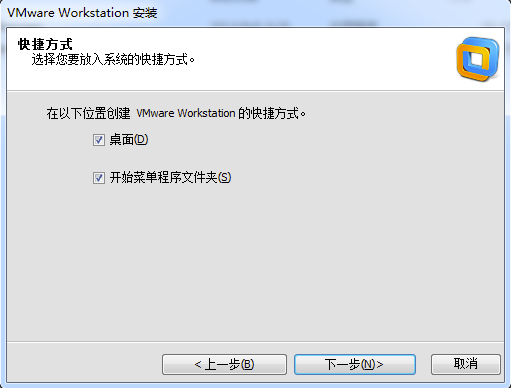 VMware Workstation 安装
快捷方式
选择您要放入系统的快捷方式。
在以下位置创建 VMware Workstation 的快捷方式。
桌面(D)
开始菜单程序文件夹(S)
< 上一步(B) 下一步(N)> 取消